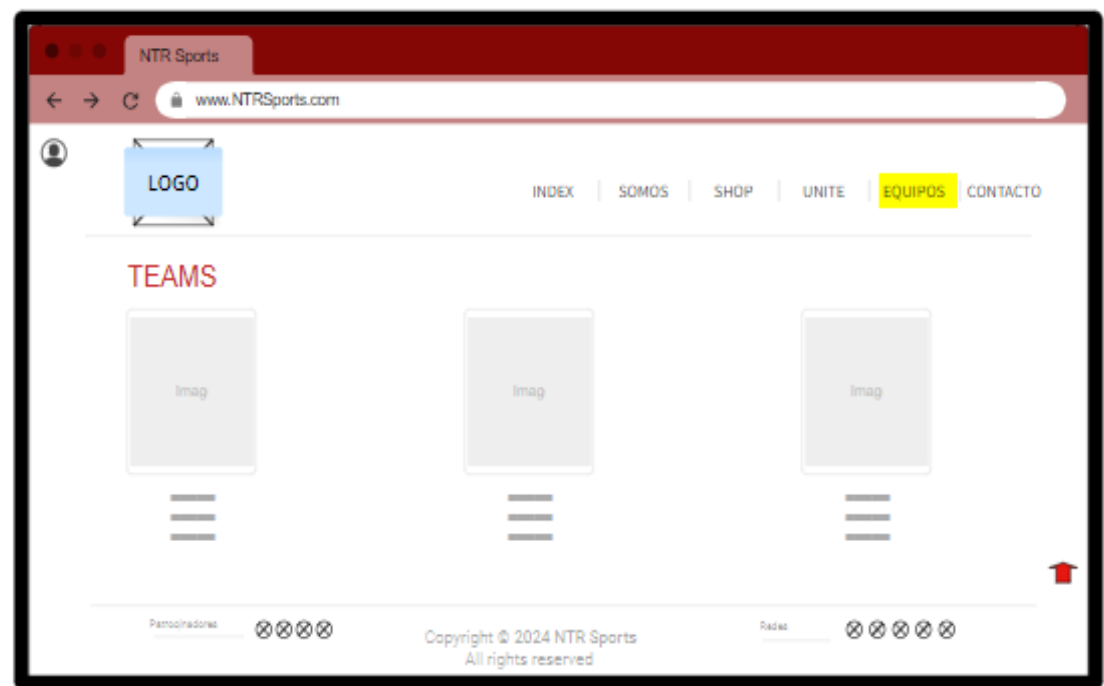 NTR Sports
www.NTRSports.com
LOGO
INDEX SOMOS SHOP UNITE EQUIPOS CONTACTO
TEAMS
Imag Imag Imag
Patrocinadores Redes
Copyright © 2024 NTR Sports
All rights reserved